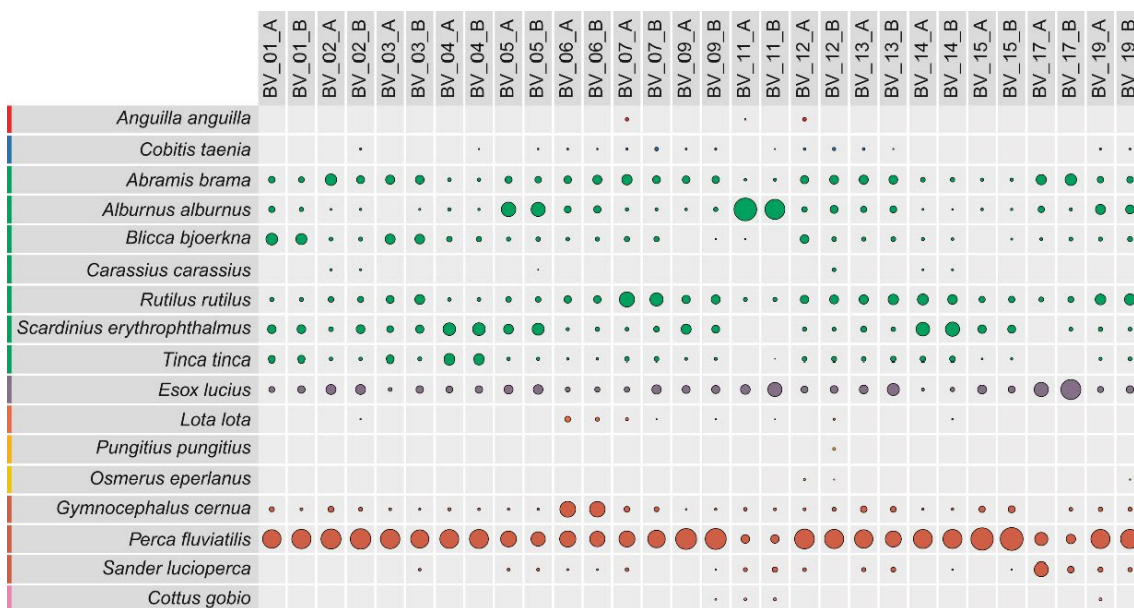 BV_01_A BV_01_B BV_02_A BV_02_B BV_03_A BV_03_B BV_04_A BV_04_B BV_05_A BV_05_B BV_06_A BV_06_B BV_07_A BV_07_B BV_09_A BV_09_B BV_11_A BV_11_B BV_12_A BV_12_B BV_13_A BV_13_B BV_14_A BV_14_B BV_15_A BV_15_B BV_17_A BV_17_B BV_19_A BV_19_B
Anguilla anguilla
Cobitis taenia
Abramis brama
Alburnus alburnus
Blicca bjoerkna
Carassius carassius
Rutilus rutilus
Scardinius erythrophthalmus
Tinca tinca
Esox lucius
Lota lota
Pungitius pungitius
Osmerus eperlanus
Gymnocephalus cernua
Perca fluviatilis
Sander lucioperca
Cottus gobio